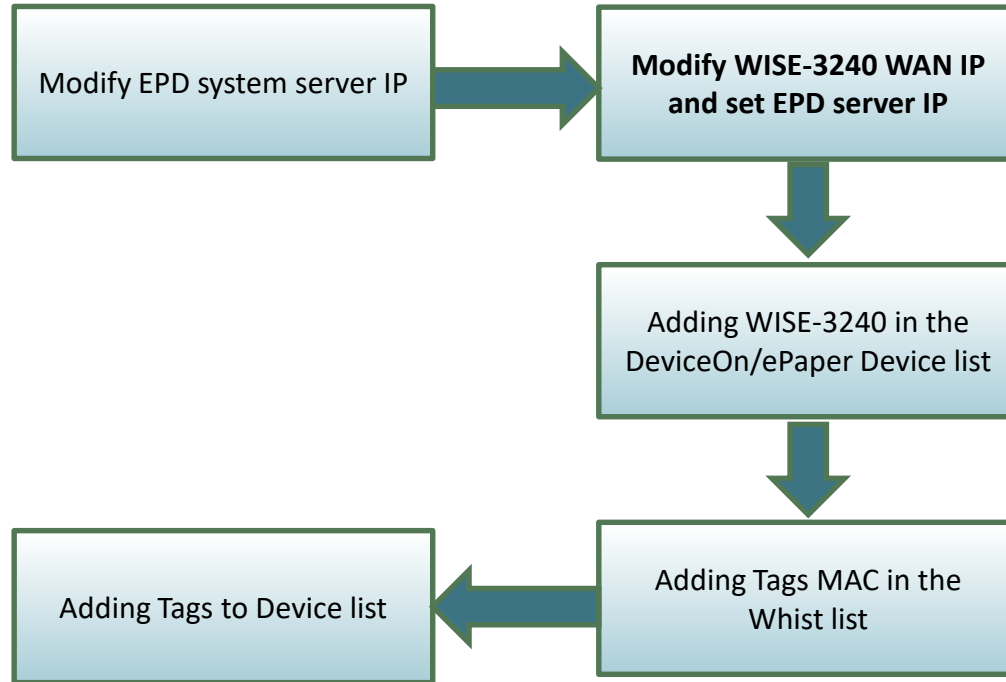 Modify EPD system server IP
Modify WISE-3240 WAN IP
and set EPD server IP
Adding WISE-3240 in the
DeviceOn/ePaper Device list
Adding Tags MAC in the
Whist list
Adding Tags to Device list